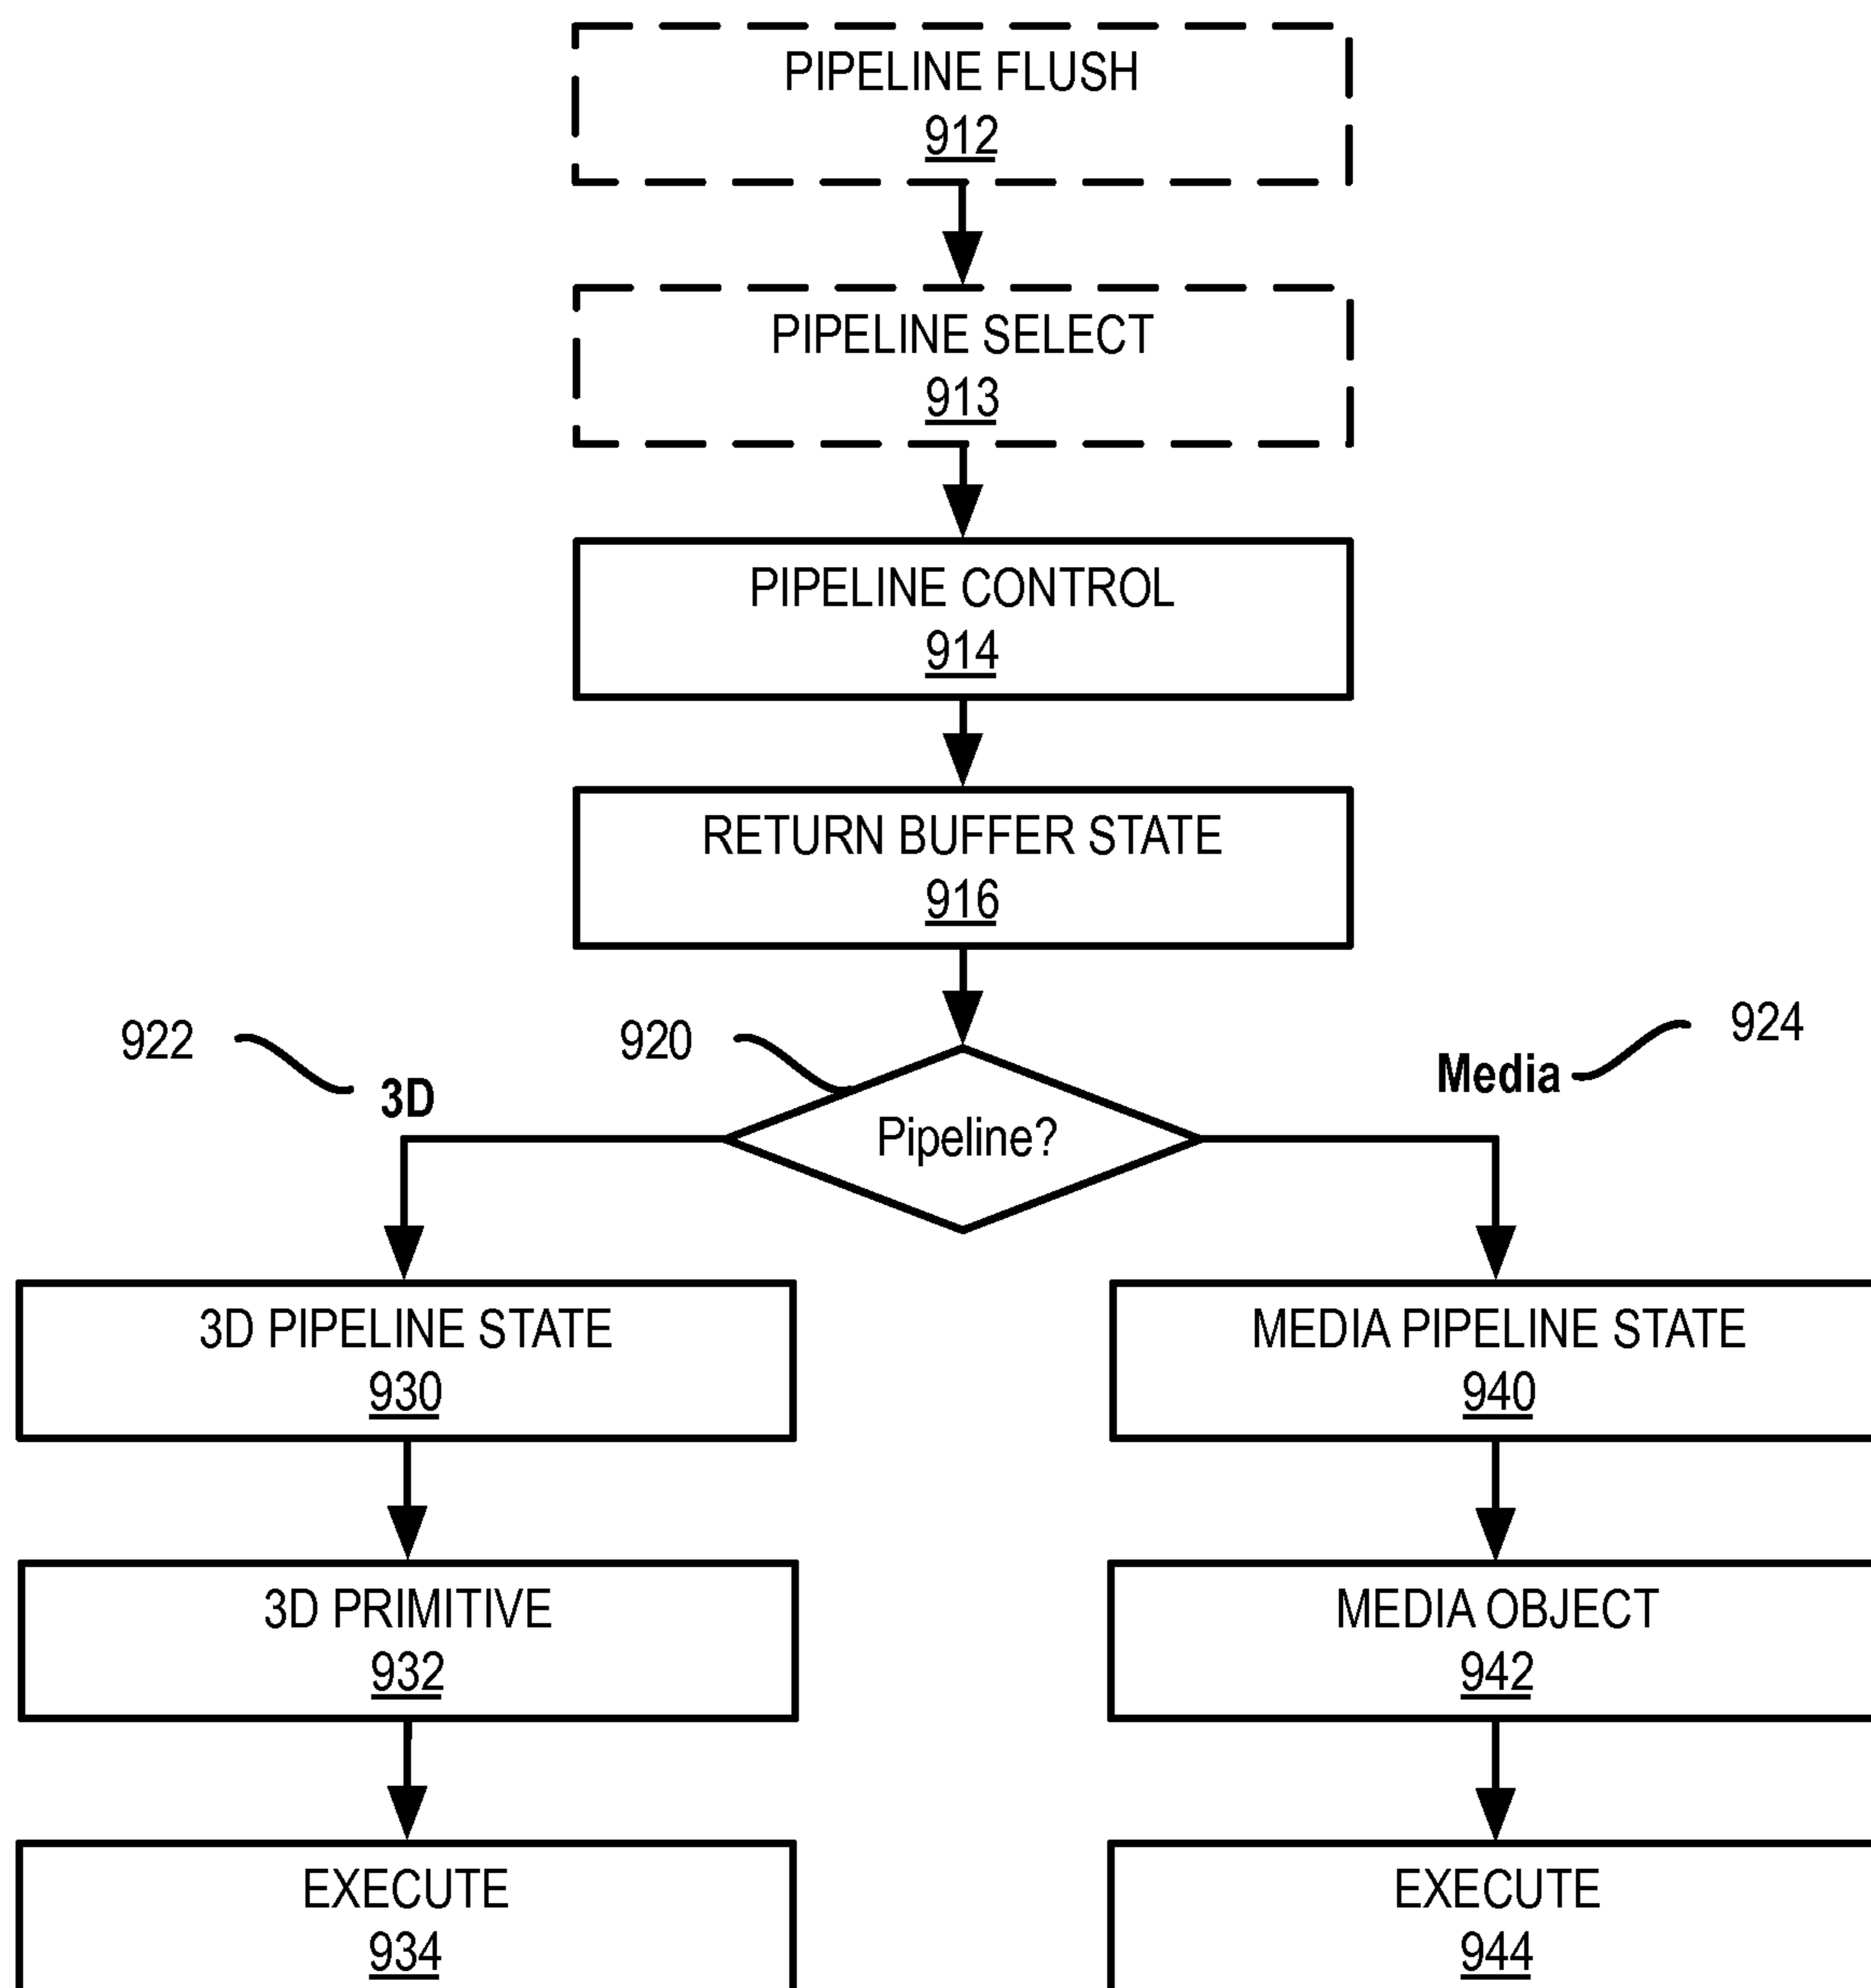 PIPELINE FLUSH
912
PIPELINE SELECT
913
PIPELINE CONTROL
914
RETURN BUFFER STATE
916
922
920
924
3D
Media
Pipeline?
3D PIPELINE STATE
930
MEDIA PIPELINE STATE
940
3D PRIMITIVE
932
MEDIA OBJECT
942
EXECUTE
934
EXECUTE
944